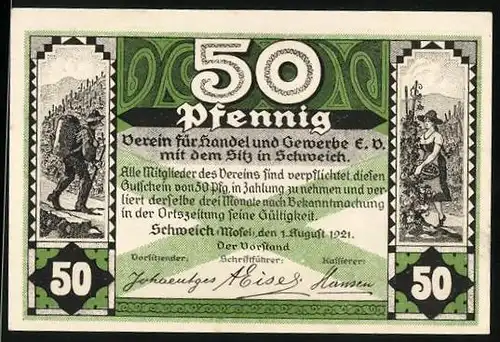 50
Pfennig
Verein für Handel und Gewerbe E. V.
mit dem Sitz in Schweich.
Alle Mitglieder des Vereins sind verpflichtet, diesen
Gutschein von 50 Pfg. in Zahlung zu nehmen und ver-
liert derselbe drei Monate nach Bekanntmachung
in der Ortszeitung seine Gültigkeit.
Schweich (Mosel), den 1. August 1921.
Der Vorstand
Vorsitzender: Schriftführer: Kassierer:
Hansen
50 50